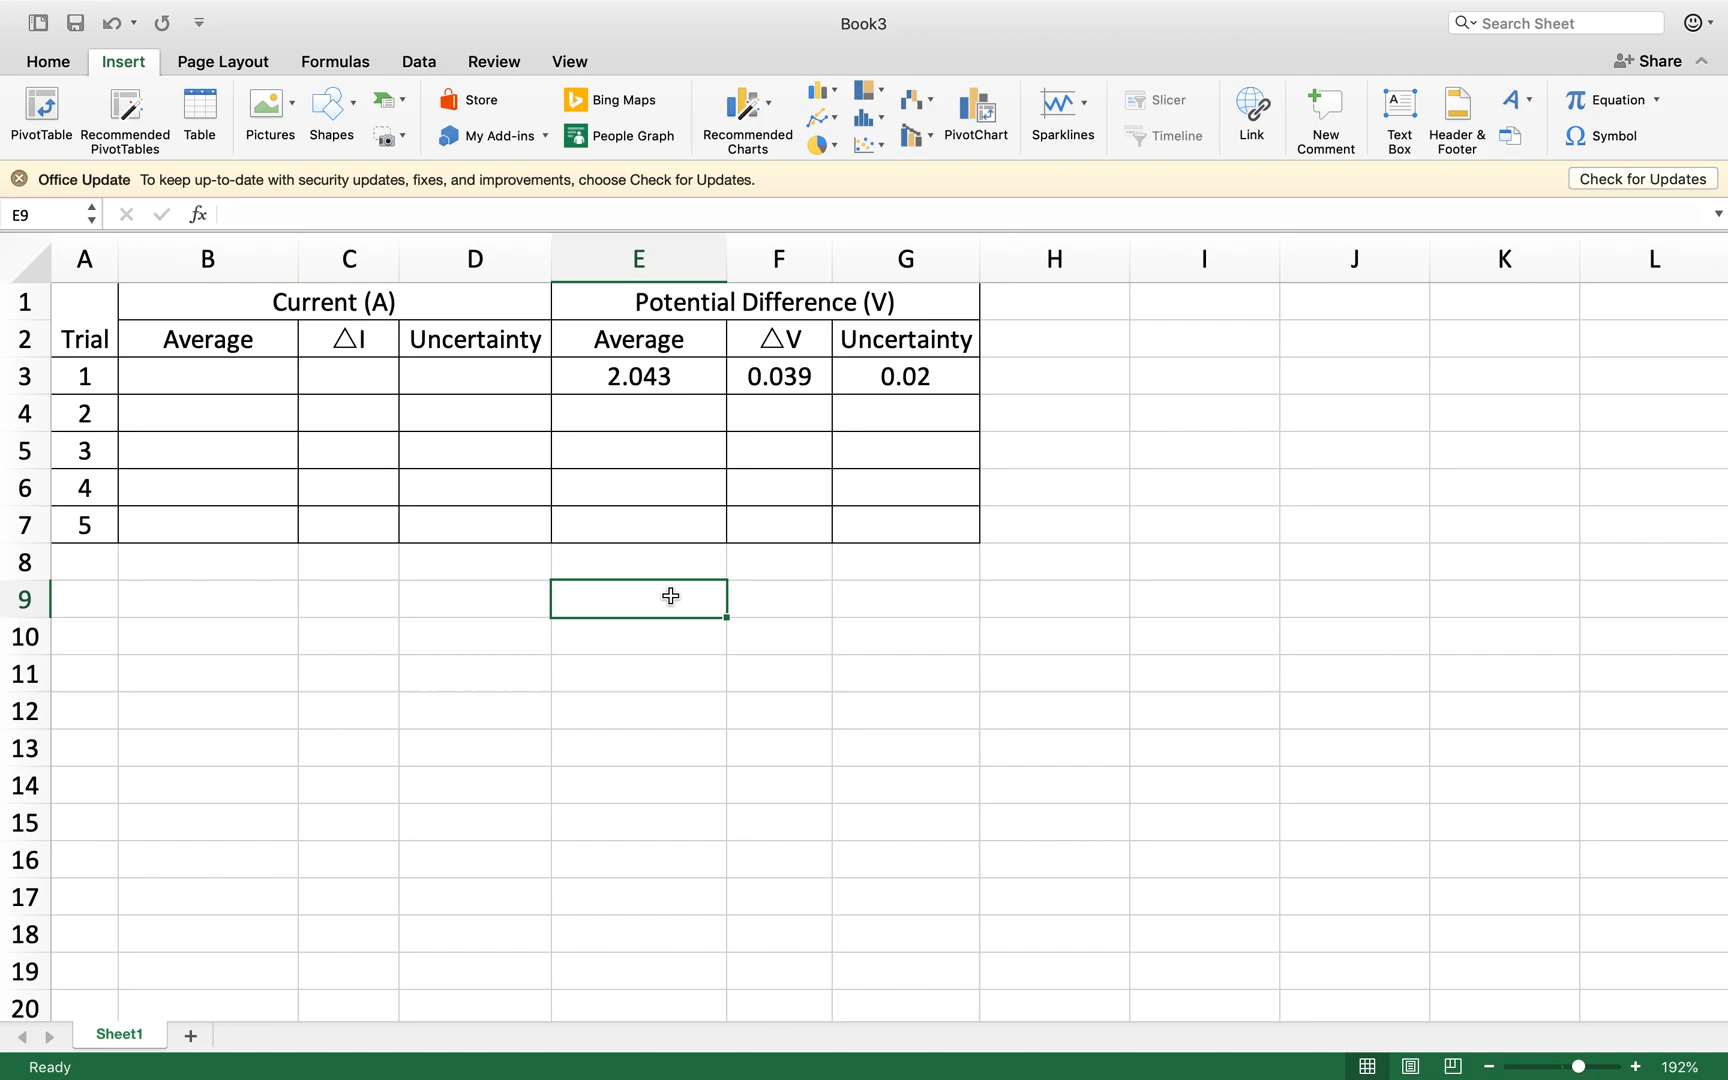 Book3
Search Sheet
Home Insert Page Layout Formulas Data Review View Share
PivotTable Recommended PivotTables Table Pictures Shapes
Store
My Add-ins
Bing Maps
People Graph
Recommended Charts PivotChart Sparklines
Slicer
Timeline
Link New Comment Text Box Header & Footer
Equation
Symbol
Office Update To keep up-to-date with security updates, fixes, and improvements, choose Check for Updates. Check for Updates
E9 fx
A B C D E F G H I J K L
1 Current (A) Potential Difference (V)
2 Trial Average △I Uncertainty Average △V Uncertainty
3 1 2.043 0.039 0.02
4 2
5 3
6 4
7 5
8
9
10
11
12
13
14
15
16
17
18
19
20
Sheet1
Ready 192%